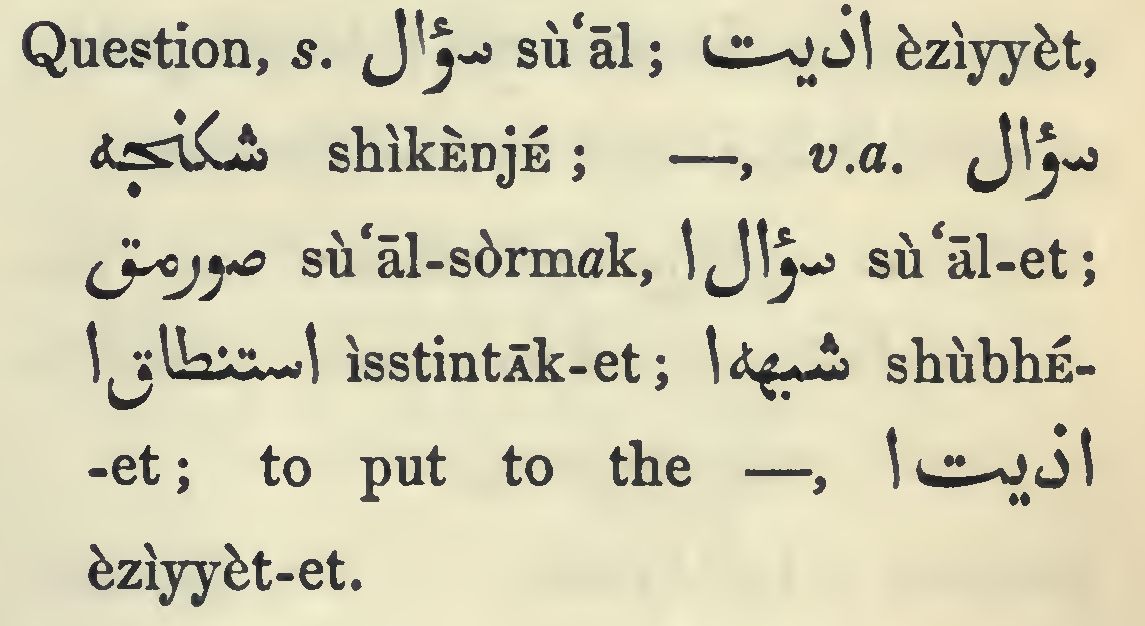 Question, s. سؤال sù‘āl; اذيت èzìyyèt,
شكنجه shìkÈnjÉ; —, v.a. سؤال
صورمق sù‘āl-sòrmak, سؤال ا sù‘āl-et;
استنطاق ا ìsstintĀk-et; شبهه ا shùbhÉ-
-et; to put to the —, اذيت ا
èzìyyèt-et.